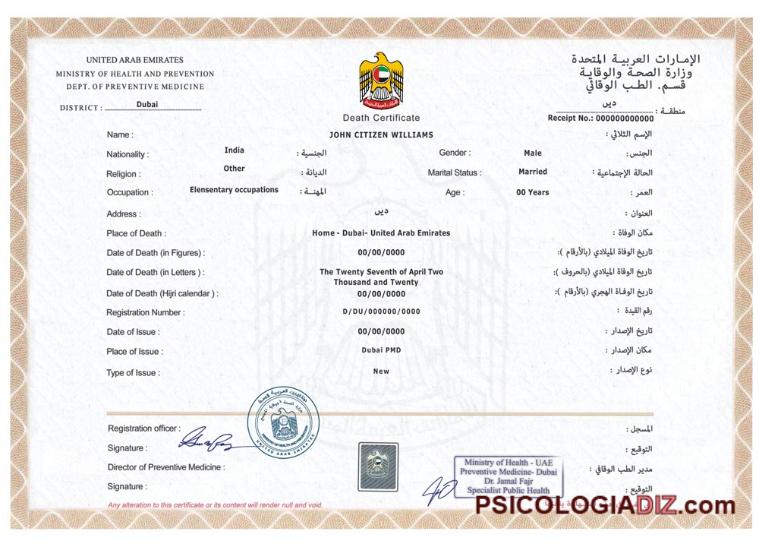 UNITED ARAB EMIRATES
MINISTRY OF HEALTH AND PREVENTION
DEPT. OF PREVENTIVE MEDICINE
DISTRICT : Dubai
الإمارات العربية المتحدة
وزارة الصحة والوقاية
قسم. الطب الوقائي
منطقة : دبي
Death Certificate
Receipt No.: 000000000000
Name : JOHN CITIZEN WILLIAMS الإسم الثلاثي :
Nationality : India الجنسية : Gender : Male الجنس:
Religion : Other الديانة : Marital Status : Married الحالة الإجتماعية :
Occupation : Elensentary occupations المهنة : Age : 00 Years العمر :
Address : دبي العنوان :
Place of Death : Home - Dubai- United Arab Emirates مكان الوفاة :
Date of Death (in Figures) : 00/00/0000 تاريخ الوفاة الميلادي (بالأرقام ):
Date of Death (in Letters ) : The Twenty Seventh of April Two تاريخ الوفاة الميلادي (بالحروف ):
Thousand and Twenty
Date of Death (Hijri calendar ) : 00/00/0000 تاريخ الوفاة الهجري (بالأرقام ):
Registration Number : D/DU/000000/0000 رقم القيدة :
Date of Issue : 00/00/0000 تاريخ الإصدار :
Place of Issue : Dubai PMD مكان الإصدار :
Type of Issue : New نوع الإصدار :
UNITED ARAB EMIRATES
Registration officer : المسجل :
Signature : التوقيع :
Director of Preventive Medicine : مدير الطب الوقائي :
Signature : التوقيع :
Ministry of Health - UAE
Preventive Medicine- Dubai
Dr. Jamal Fajr
Specialist Public Health
Any alteration to this certificate or its content will render null and void.
PSICOLOGIADIZ.com